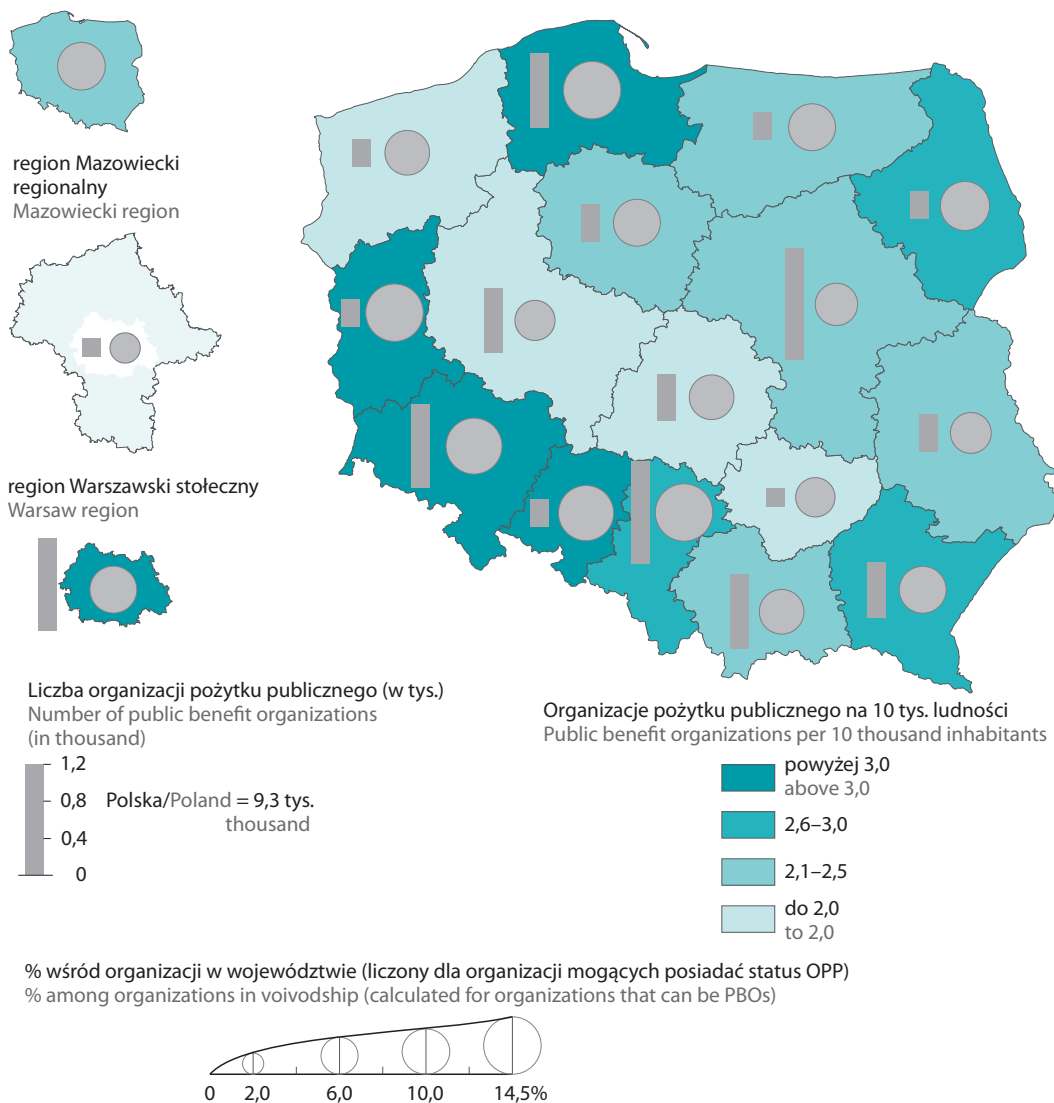 region Mazowiecki
regionalny
Mazowiecki region
region Warszawski stołeczny
Warsaw region
Liczba organizacji pożytku publicznego (w tys.)
Number of public benefit organizations
(in thousand)
1,2
0,8
0,4
0
Polska/Poland = 9,3 tys.
thousand
Organizacje pożytku publicznego na 10 tys. ludności
Public benefit organizations per 10 thousand inhabitants
powyżej 3,0
above 3,0
2,6–3,0
2,1–2,5
do 2,0
to 2,0
% wśród organizacji w województwie (liczony dla organizacji mogących posiadać status OPP)
% among organizations in voivodship (calculated for organizations that can be PBOs)
0 2,0 6,0 10,0 14,5%